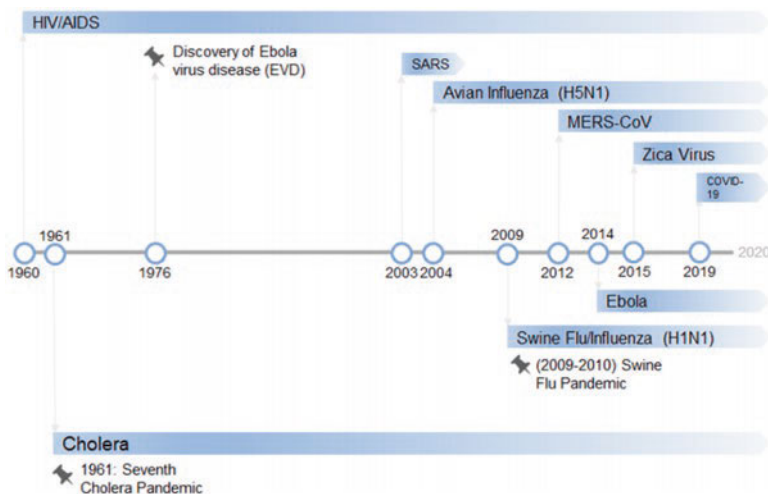 HIV/AIDS
Discovery of Ebola
virus disease (EVD)
SARS
Avian Influenza (H5N1)
MERS-CoV
Zica Virus
COVID-
19
1961
2009
2014
1960
1976
2003
2004
2012
2015
2019
2020
Ebola
Swine Flu/Influenza (H1N1)
(2009-2010) Swine
Flu Pandemic
Cholera
1961: Seventh
Cholera Pandemic